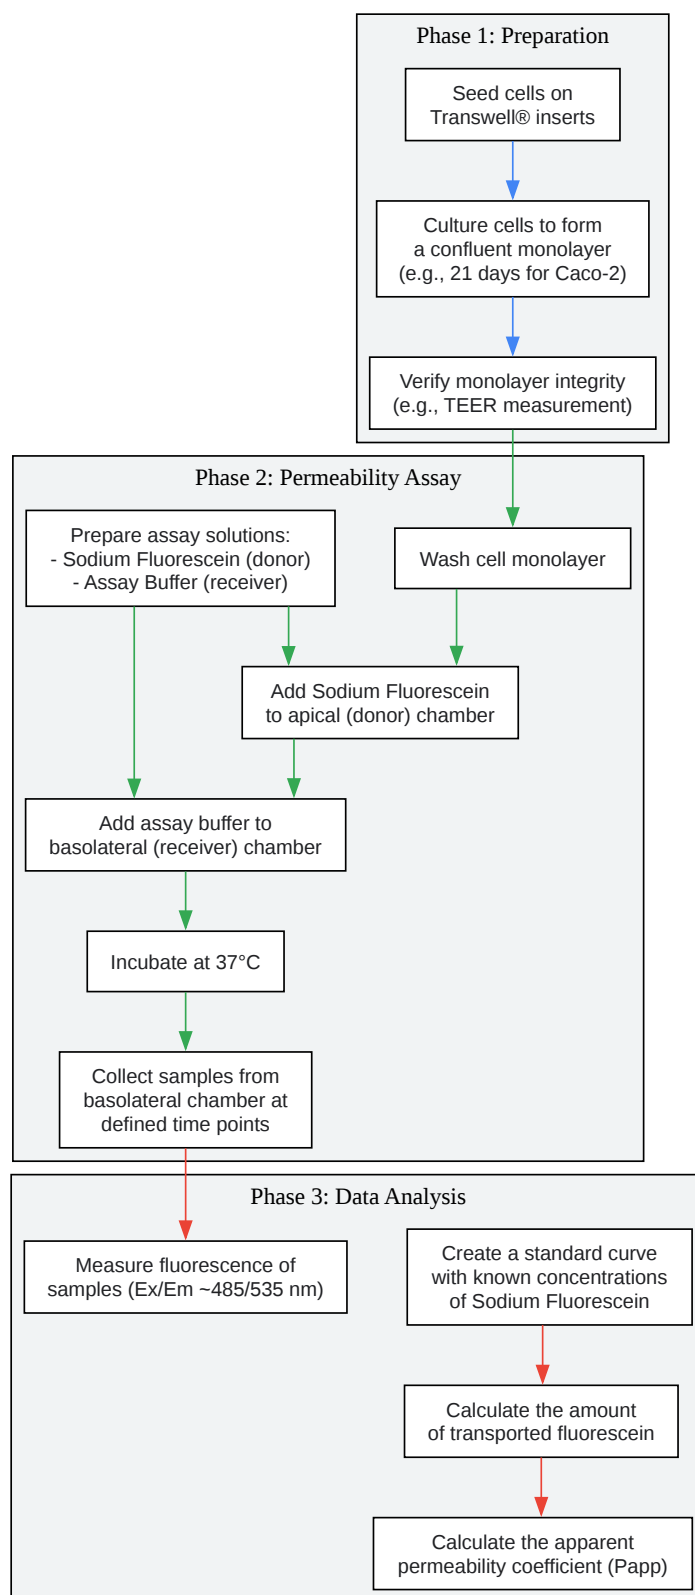 Phase 1: Preparation
Seed cells on
Transwell® inserts
Culture cells to form
a confluent monolayer
(e.g., 21 days for Caco-2)
Verify monolayer integrity
(e.g., TEER measurement)
Phase 2: Permeability Assay
Prepare assay solutions:
- Sodium Fluorescein (donor)
- Assay Buffer (receiver)
Wash cell monolayer
Add Sodium Fluorescein
to apical (donor) chamber
Add assay buffer to
basolateral (receiver) chamber
Incubate at 37°C
Collect samples from
basolateral chamber at
defined time points
Phase 3: Data Analysis
Measure fluorescence of
samples (Ex/Em ~485/535 nm)
Create a standard curve
with known concentrations
of Sodium Fluorescein
Calculate the amount
of transported fluorescein
Calculate the apparent
permeability coefficient (Papp)